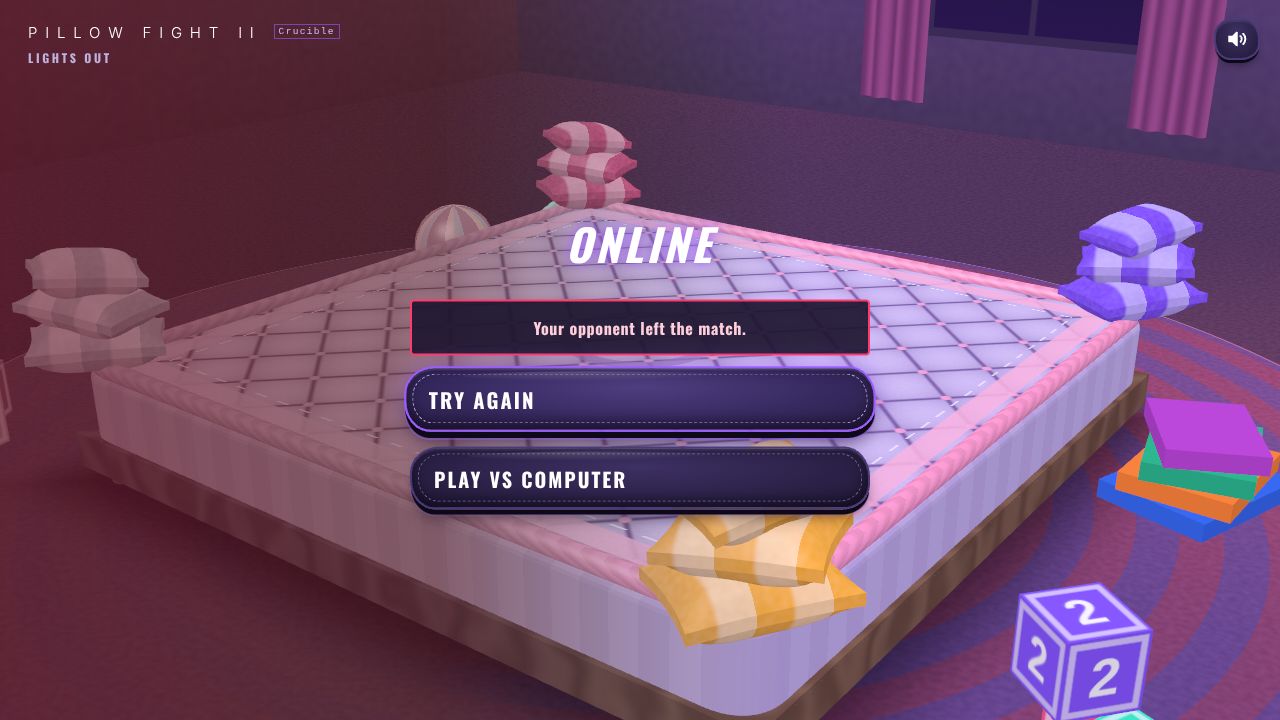 PILLOW FIGHT II Crucible
LIGHTS OUT
ONLINE
Your opponent left the match.
TRY AGAIN
PLAY VS COMPUTER
2
2 2